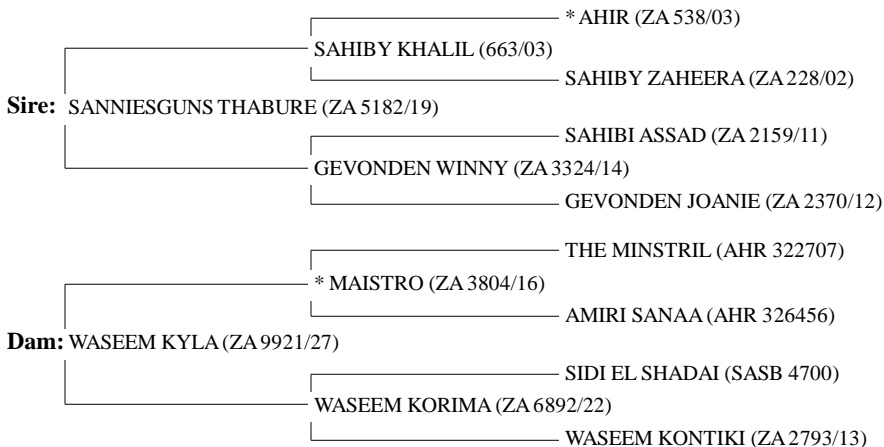 * AHIR (ZA 538/03)
SAHIBY KHALIL (663/03)
SAHIBY ZAHEERA (ZA 228/02)
Sire: SANNIESGUNS THABURE (ZA 5182/19)
SAHIBI ASSAD (ZA 2159/11)
GEVONDEN WINNY (ZA 3324/14)
GEVONDEN JOANIE (ZA 2370/12)
THE MINSTRIL (AHR 322707)
* MAISTRO (ZA 3804/16)
AMIRI SANAA (AHR 326456)
Dam: WASEEM KYLA (ZA 9921/27)
SIDI EL SHADAI (SASB 4700)
WASEEM KORIMA (ZA 6892/22)
WASEEM KONTIKI (ZA 2793/13)